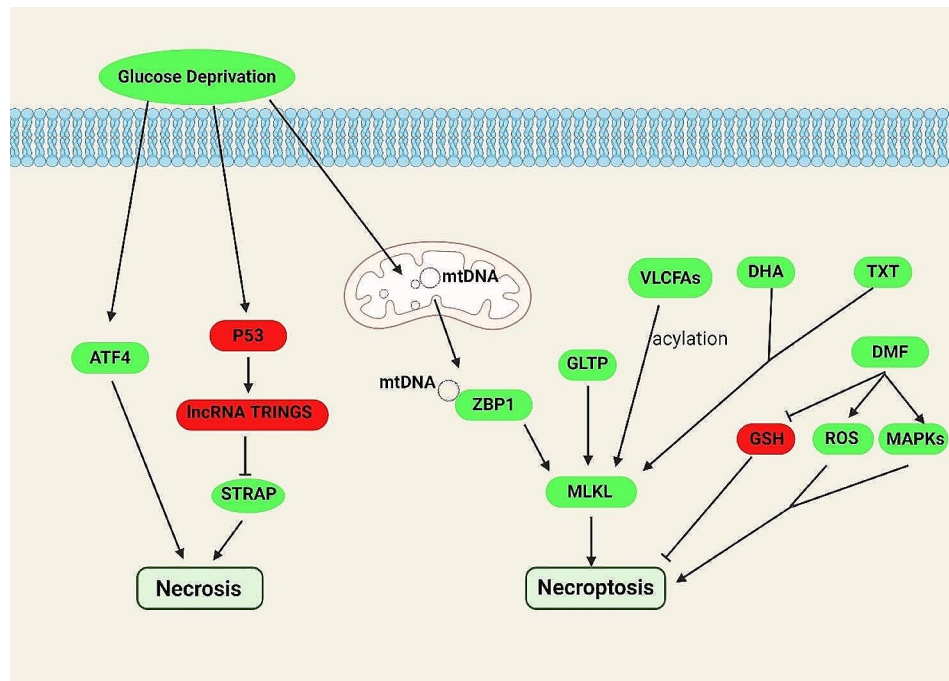 Glucose Deprivation
mtDNA
VLCFAs
DHA
TXT
acylation
P53
ATF4
GLTP
DMF
mtDNA
ZBP1
lncRNA TRINGS
GSH
ROS
MAPKs
STRAP
MLKL
Necrosis
Necroptosis